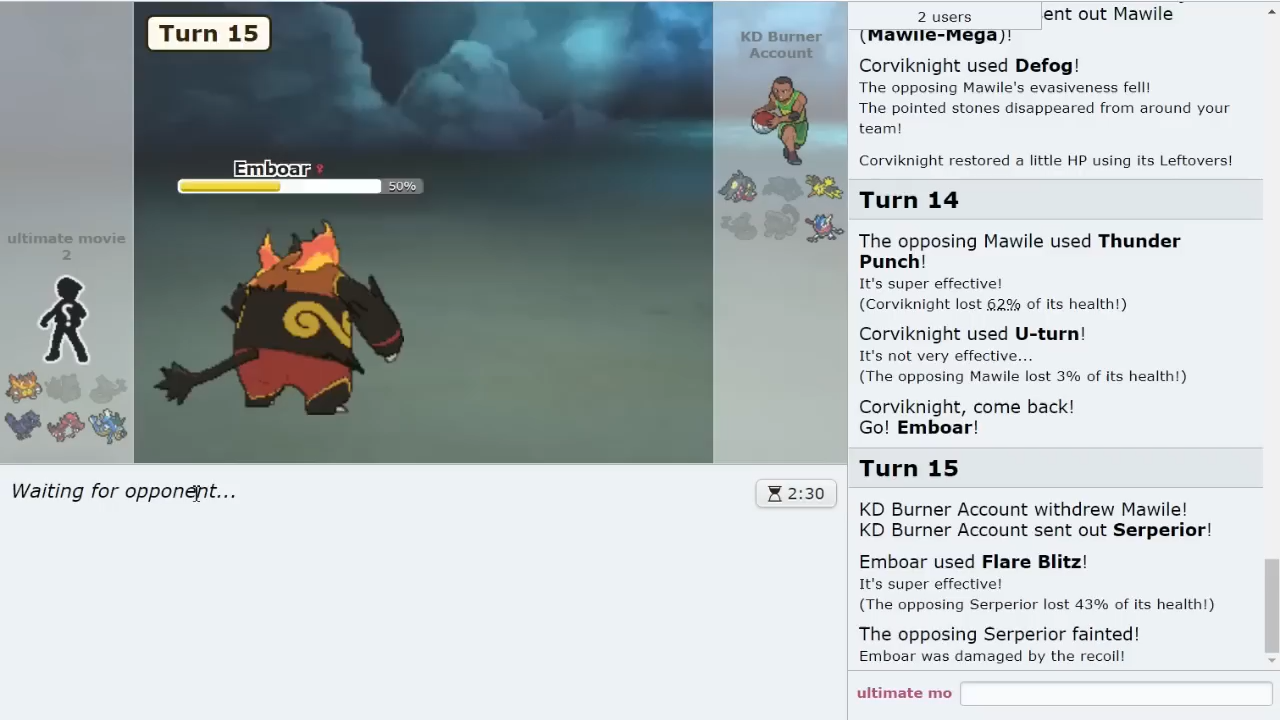 Turn 15
KD Burner
Account
Emboar ♀
50%
ultimate movie
2
Waiting for opponent...
2:30
2 users
ent out Mawile
(Mawile-Mega)!
Corviknight used Defog!
The opposing Mawile's evasiveness fell!
The pointed stones disappeared from around your
team!
Corviknight restored a little HP using its Leftovers!
Turn 14
The opposing Mawile used Thunder
Punch!
It's super effective!
(Corviknight lost 62% of its health!)
Corviknight used U-turn!
It's not very effective...
(The opposing Mawile lost 3% of its health!)
Corviknight, come back!
Go! Emboar!
Turn 15
KD Burner Account withdrew Mawile!
KD Burner Account sent out Serperior!
Emboar used Flare Blitz!
It's super effective!
(The opposing Serperior lost 43% of its health!)
The opposing Serperior fainted!
Emboar was damaged by the recoil!
ultimate mo